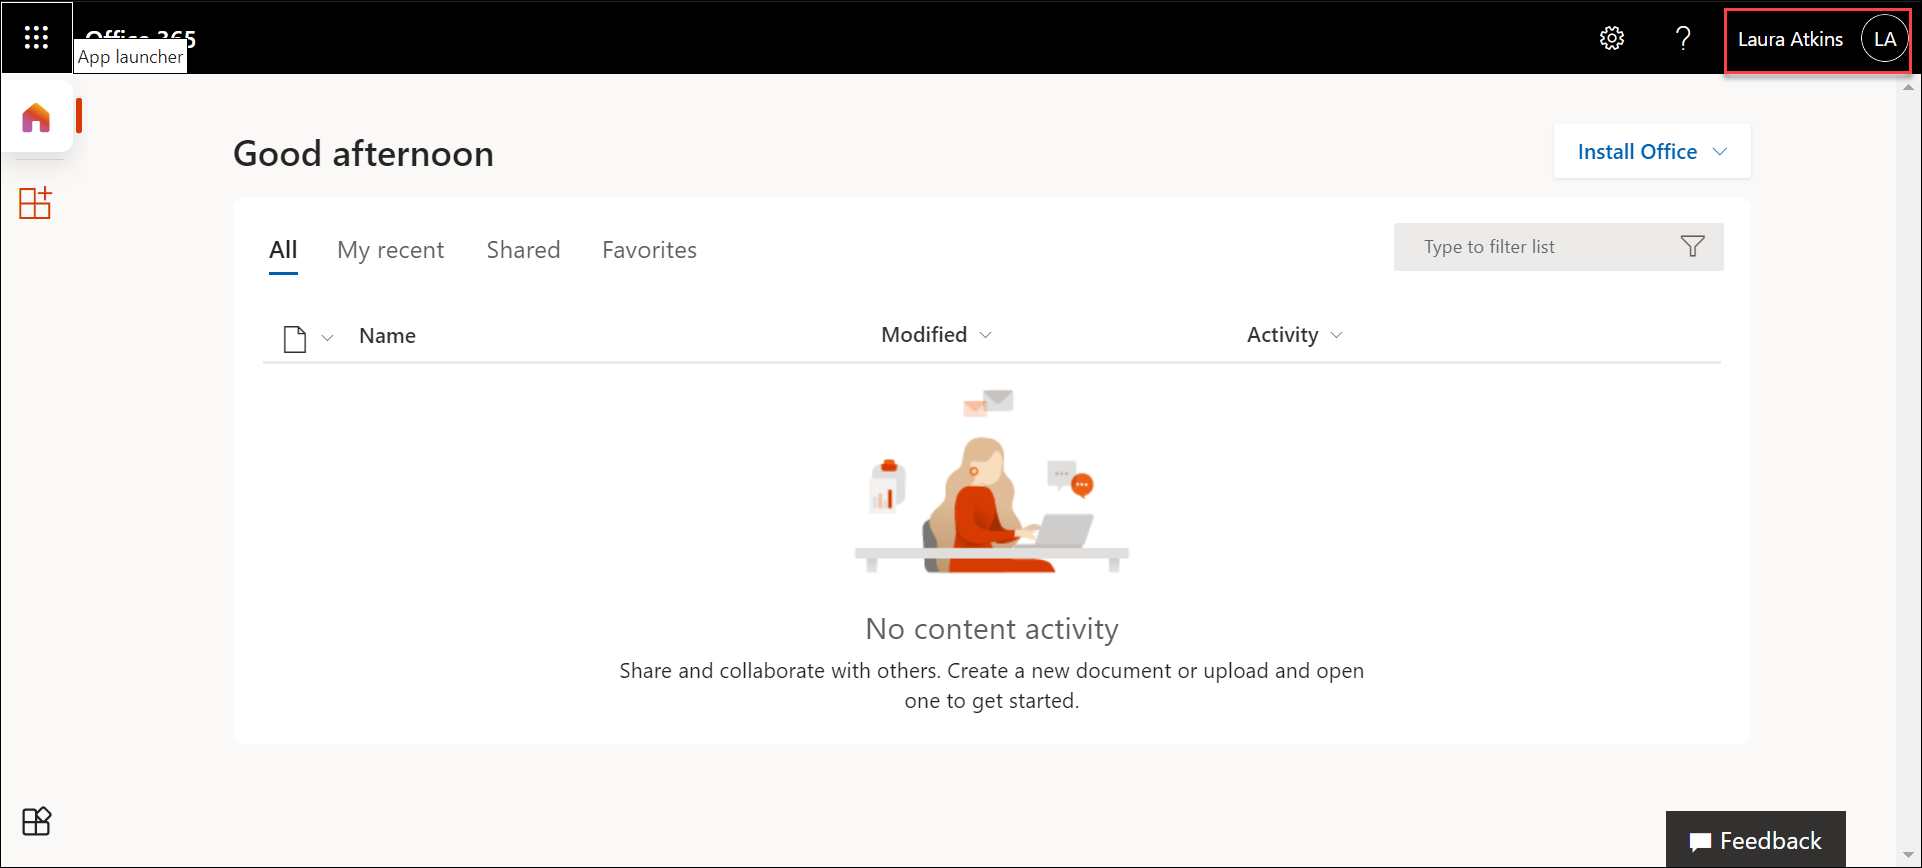 Office 365
App launcher
Laura Atkins
LA
Good afternoon
Install Office
All
My recent
Shared
Favorites
Type to filter list
Name
Modified
Activity
No content activity
Share and collaborate with others. Create a new document or upload and open
one to get started.
Feedback